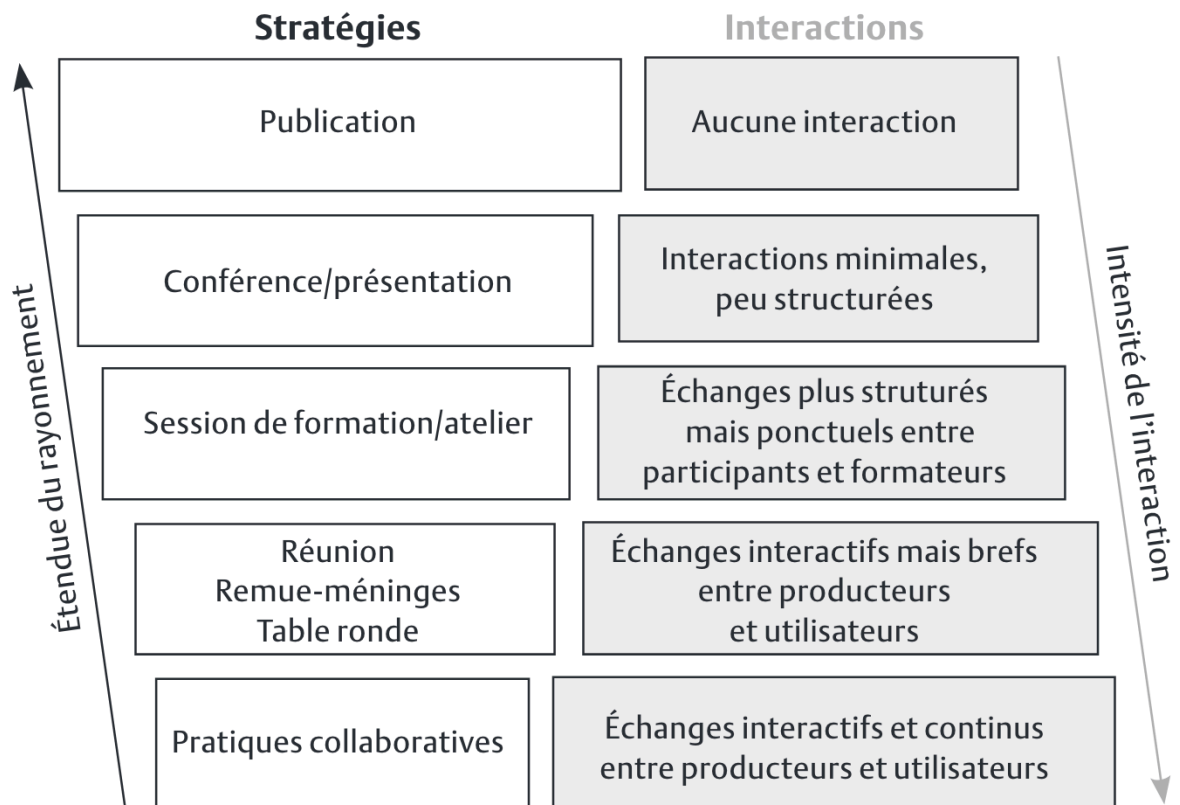 Stratégies
Interactions
Publication
Aucune interaction
Conférence/présentation
Interactions minimales,
peu structurées
Session de formation/atelier
Échanges plus struturés
mais ponctuels entre
participants et formateurs
Réunion
Remue-méninges
Table ronde
Échanges interactifs mais brefs
entre producteurs
et utilisateurs
Pratiques collaboratives
Échanges interactifs et continus
entre producteurs et utilisateurs
Étendue du rayonnement
Intensité de l’interaction